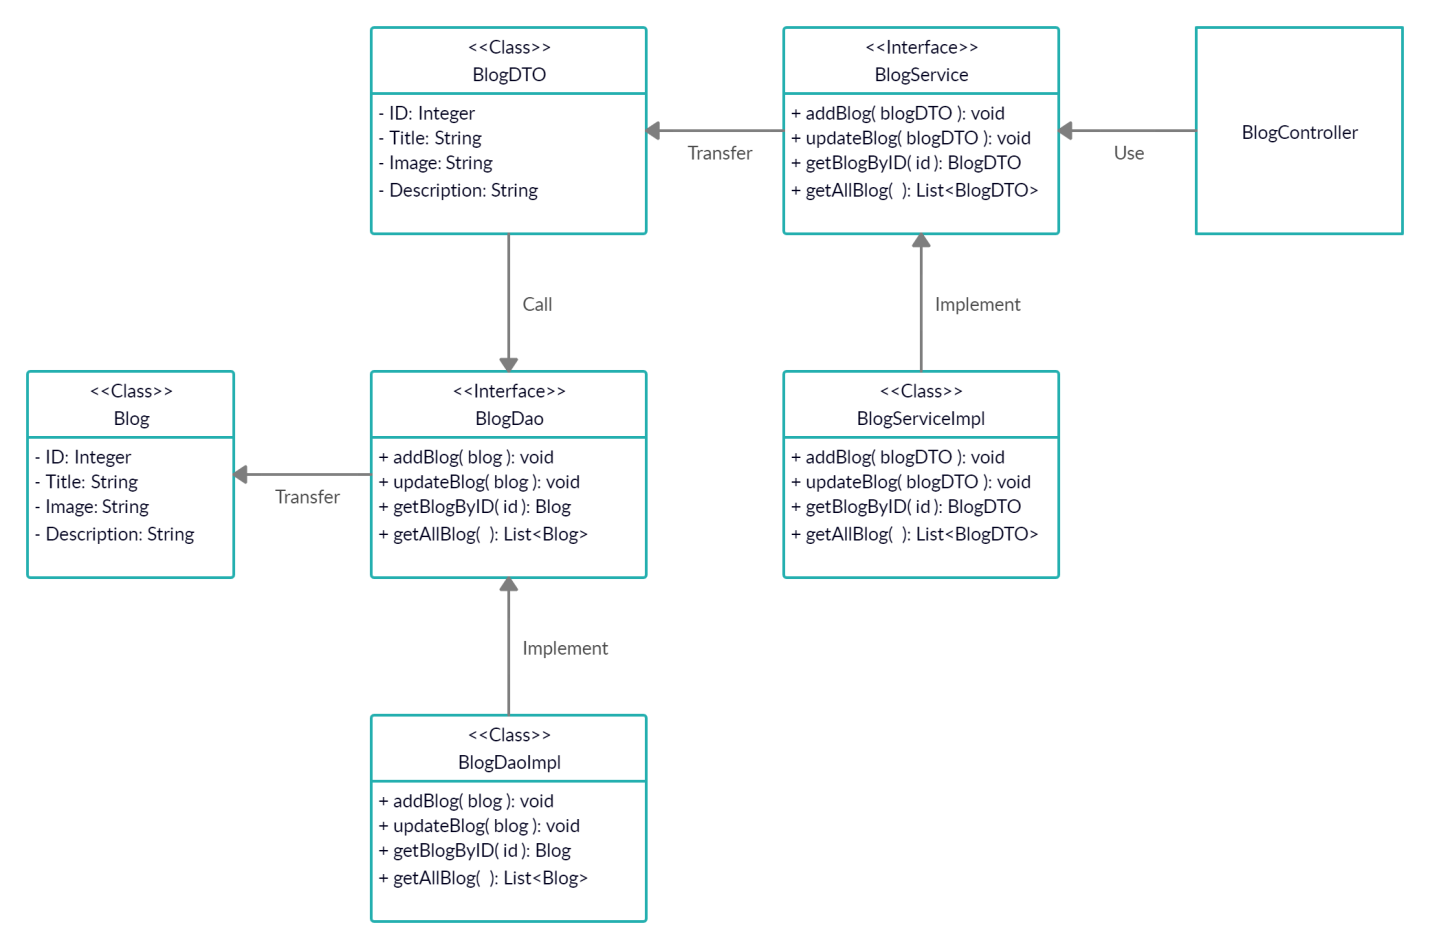 <<Class>>
BlogDTO
- ID: Integer
- Title: String
- Image: String
- Description: String
Transfer
<<Interface>>
BlogService
+ addBlog( blogDTO ): void
+ updateBlog( blogDTO ): void
+ getBlogByID( id ): BlogDTO
+ getAllBlog(  ): List<BlogDTO>
Use
BlogController
Call
Implement
<<Class>>
Blog
- ID: Integer
- Title: String
- Image: String
- Description: String
Transfer
<<Interface>>
BlogDao
+ addBlog( blog ): void
+ updateBlog( blog ): void
+ getBlogByID( id ): Blog
+ getAllBlog(  ): List<Blog>
<<Class>>
BlogServiceImpl
+ addBlog( blogDTO ): void
+ updateBlog( blogDTO ): void
+ getBlogByID( id ): BlogDTO
+ getAllBlog(  ): List<BlogDTO>
Implement
<<Class>>
BlogDaoImpl
+ addBlog( blog ): void
+ updateBlog( blog ): void
+ getBlogByID( id ): Blog
+ getAllBlog(  ): List<Blog>